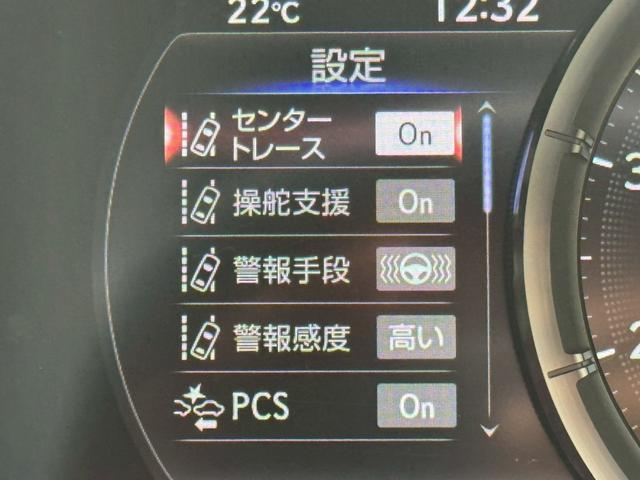 22°C 12:32
設定
センター
トレース On
操舵支援 On
警報手段
警報感度 高い
PCS On